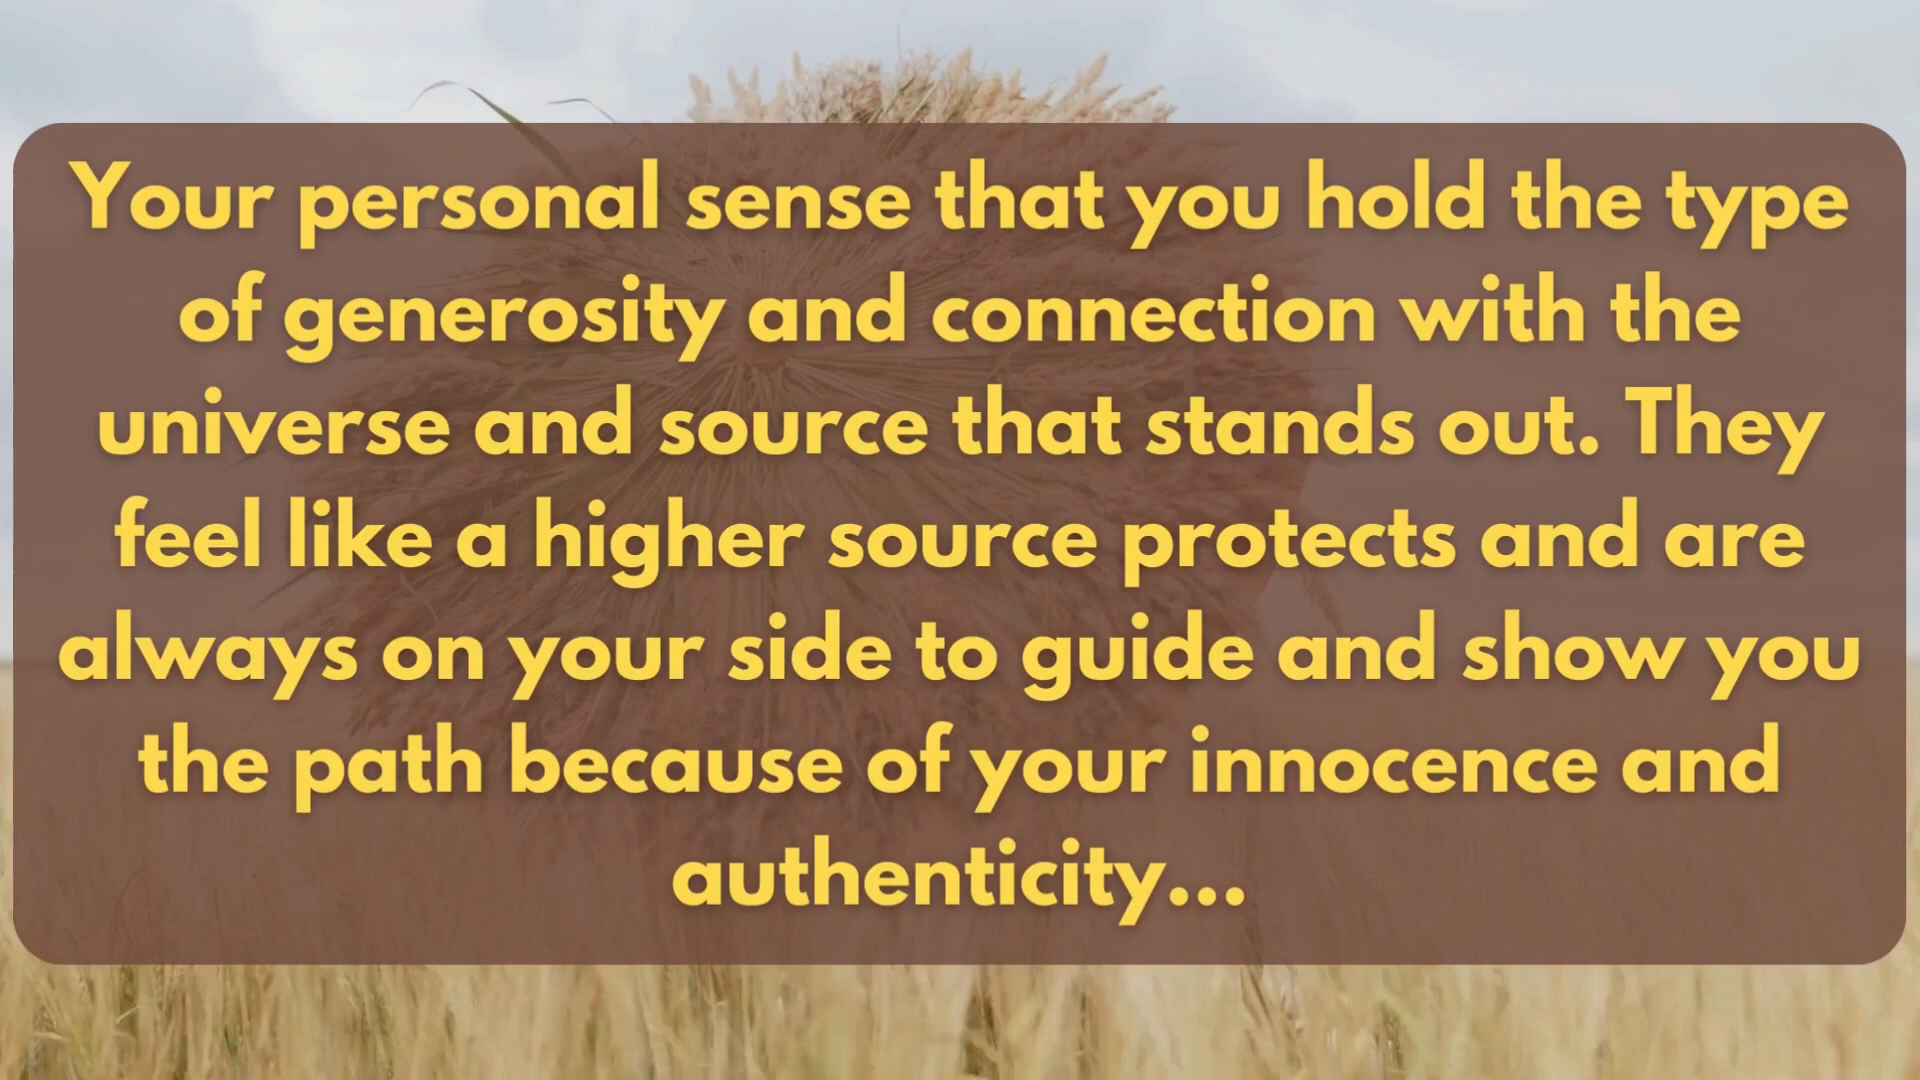 Your personal sense that you hold the type
of generosity and connection with the
universe and source that stands out. They
feel like a higher source protects and are
always on your side to guide and show you
the path because of your innocence and
authenticity...